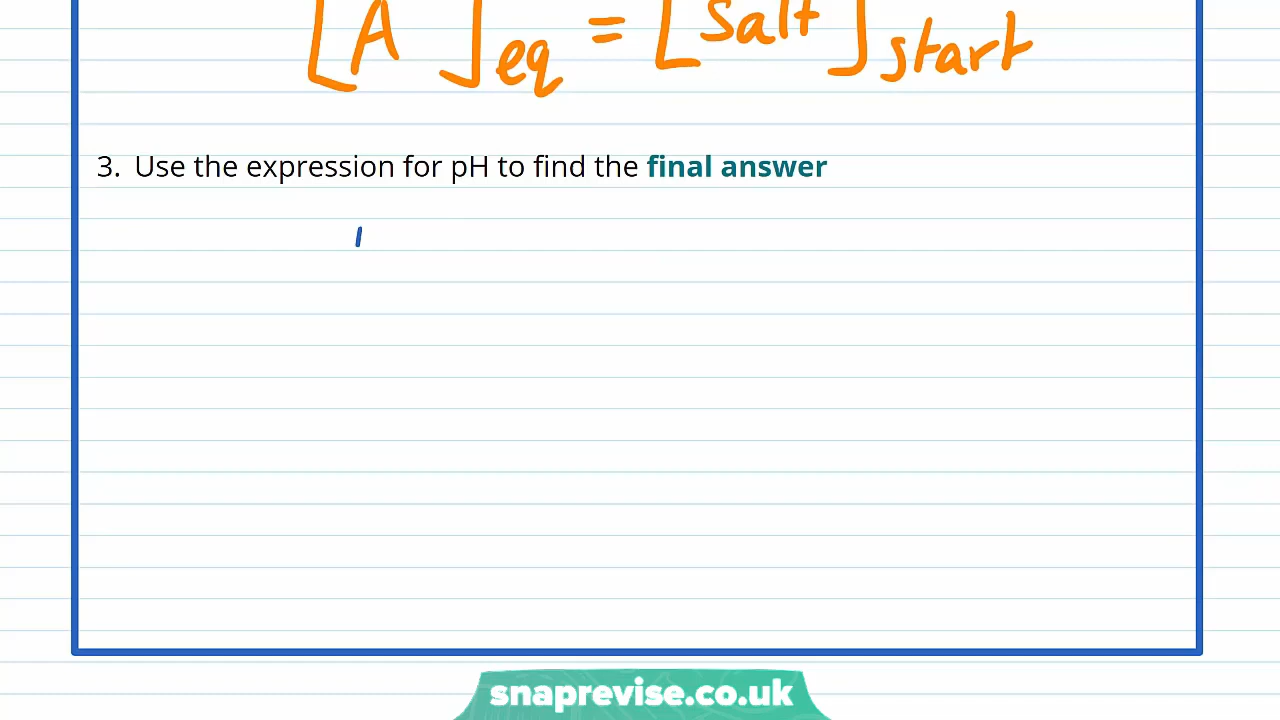 [A ]eq = [Salt]start
3. Use the expression for pH to find the final answer
snaprevise.co.uk